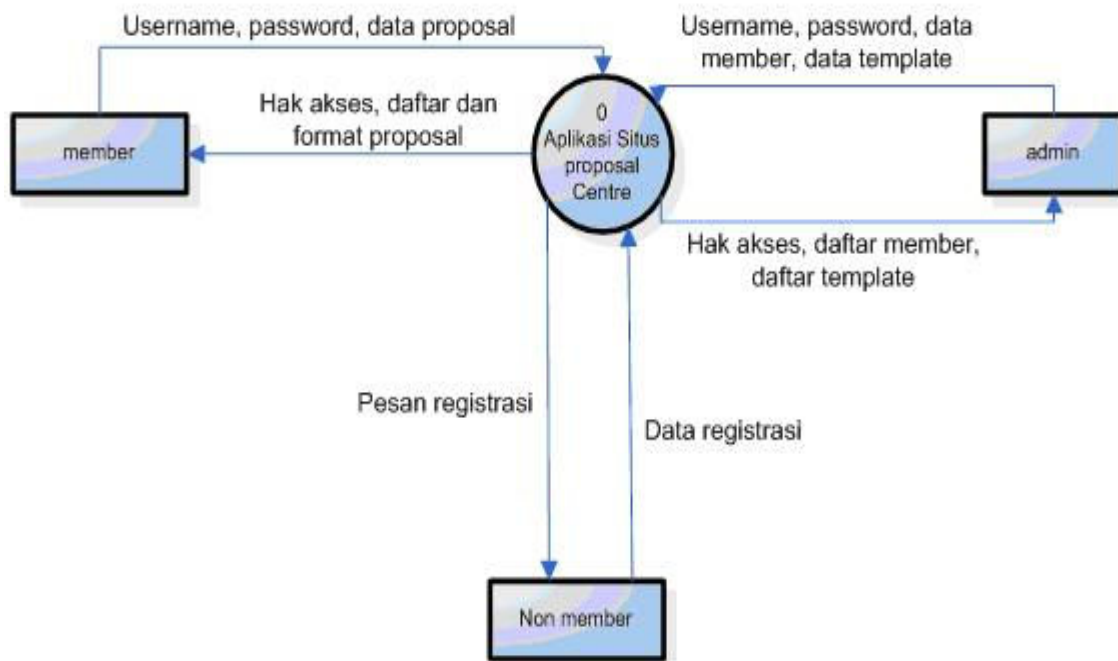 Username, password, data proposal
Username, password, data
member, data template
Hak akses, daftar dan
format proposal
member
0
Aplikasi Situs
proposal
Centre
admin
Hak akses, daftar member,
daftar template
Pesan registrasi
Data registrasi
Non member